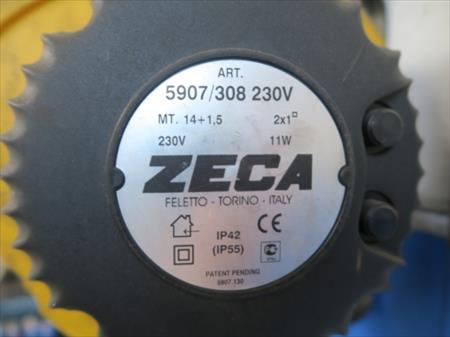 ART.
5907/308 230V
MT. 14+1,5 2x1□
230V 11W
ZECA
FELETTO - TORINO - ITALY
CE
IP42
(IP55)
PATENT PENDING
5907.130